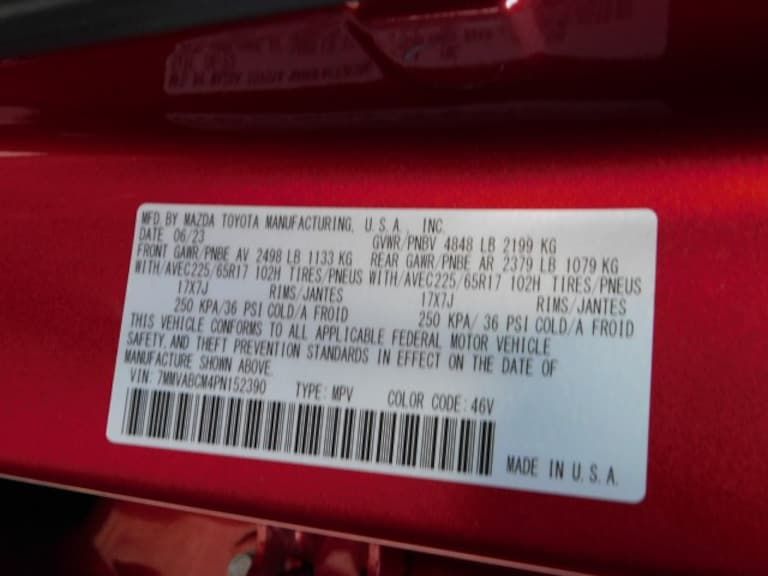 MFD. BY MAZDA TOYOTA MANUFACTURING, U.S.A., INC.
DATE 06/23 GVWR/PNBV 4848 LB 2199 KG
FRONT GAWR/PNBE AV 2498 LB 1133 KG REAR GAWR/PNBE AR 2379 LB 1079 KG
WITH/AVEC225/65R17 102H TIRES/PNEUS WITH/AVEC225/65R17 102H TIRES/PNEUS
17X7J RIMS/JANTES 17X7J RIMS/JANTES
250 KPA/36 PSI COLD/A FROID 250 KPA/ 36 PSI COLD/A FROID
THIS VEHICLE CONFORMS TO ALL APPLICABLE FEDERAL MOTOR VEHICLE
SAFETY, AND THEFT PREVENTION STANDARDS IN EFFECT ON THE DATE OF
MANUFACTURE SHOWN ABOVE.
VIN: 7MMVABCM4PN152390 TYPE: MPV COLOR CODE: 46V
MADE IN U.S.A.